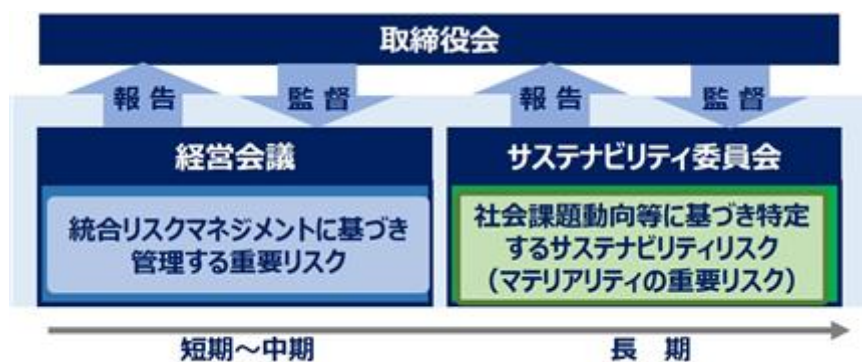 取締役会
報告
監督
報告
監督
経営会議
サステナビリティ委員会
統合リスクマネジメントに基づき
管理する重要リスク
社会課題動向等に基づき特定
するサステナビリティリスク
（マテリアリティの重要リスク）
短期～中期
長　期